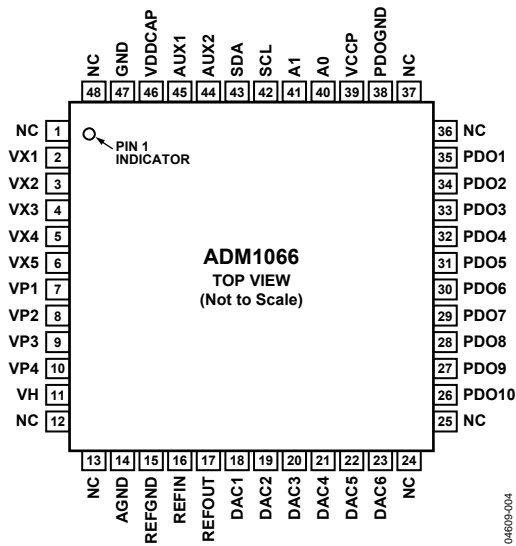 NC
GND
VDDCAP
AUX1
AUX2
SDA
SCL
A1
A0
VCCP
PDOGND
NC
48 47 46 45 44 43 42 41 40 39 38 37
NC 1
VX1 2
VX2 3
VX3 4
VX4 5
VX5 6
VP1 7
VP2 8
VP3 9
VP4 10
VH 11
NC 12
PIN 1
INDICATOR
ADM1066
TOP VIEW
(Not to Scale)
36 NC
35 PDO1
34 PDO2
33 PDO3
32 PDO4
31 PDO5
30 PDO6
29 PDO7
28 PDO8
27 PDO9
26 PDO10
25 NC
13 14 15 16 17 18 19 20 21 22 23 24
NC
AGND
REFGND
REFIN
REFOUT
DAC1
DAC2
DAC3
DAC4
DAC5
DAC6
NC
04609-004